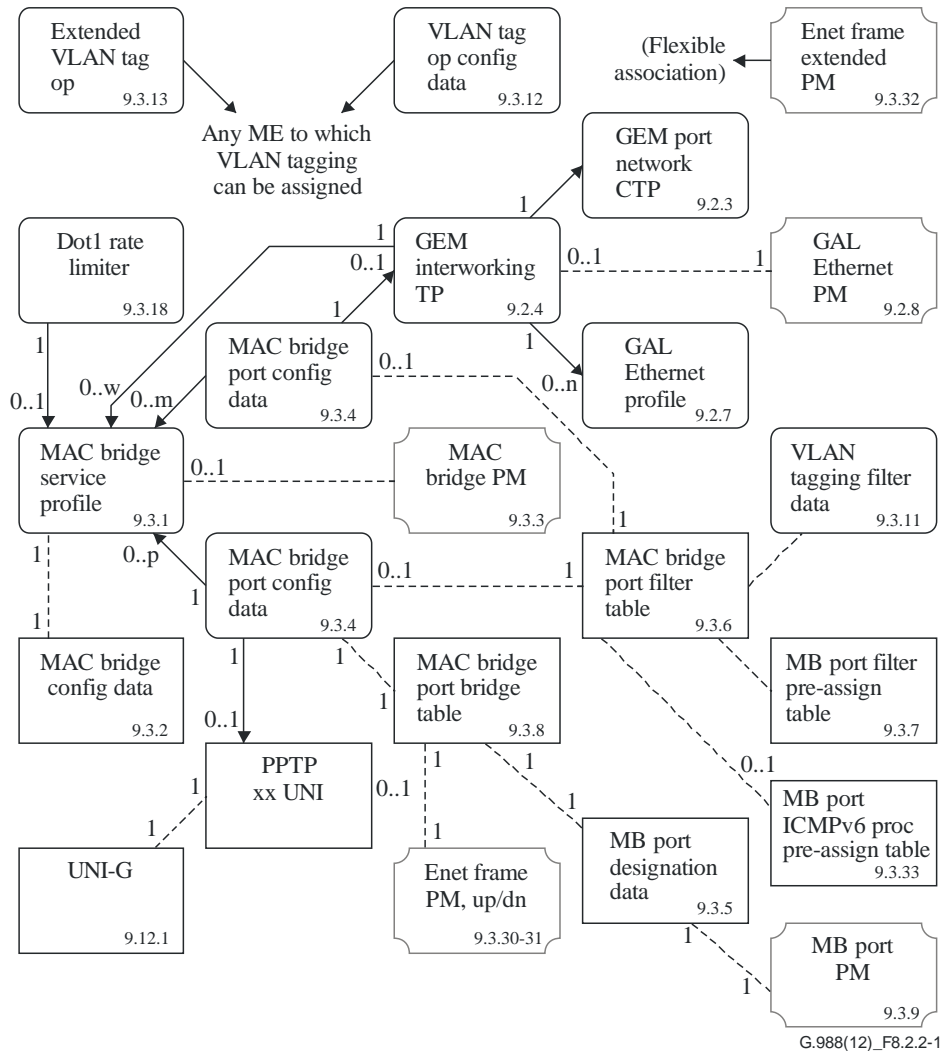 Extended
VLAN tag
op
9.3.13
VLAN tag
op config
data
9.3.12
(Flexible
association)
Enet frame
extended
PM
9.3.32
Any ME to which
VLAN tagging
can be assigned
GEM port
network
CTP
9.2.3
1
Dot1 rate
limiter
9.3.18
1
0..1
GEM
interworking
TP
9.2.4
0..1
1
GAL
Ethernet
PM
9.2.8
1
1
0..n
GAL
Ethernet
profile
9.2.7
MAC bridge
port config
data
9.3.4
0..1
1
0..1
0..w
0..m
MAC bridge
service
profile
9.3.1
0..1
MAC
bridge PM
9.3.3
VLAN
tagging filter
data
9.3.11
1
1
0..p
1
MAC bridge
port config
data
9.3.4
0..1
1
MAC bridge
port filter
table
9.3.6
1
MAC bridge
config data
9.3.2
1
0..1
1
1
MAC bridge
port bridge
table
9.3.8
MB port filter
pre-assign
table
9.3.7
PPTP
xx UNI
0..1
1
1
1
1
0..1
MB port
ICMPv6 proc
pre-assign table
9.3.33
1
UNI-G
9.12.1
1
Enet frame
PM, up/dn
9.3.30-31
MB port
designation
data
9.3.5
1
1
MB port
PM
9.3.9
G.988(12)_F8.2.2-1